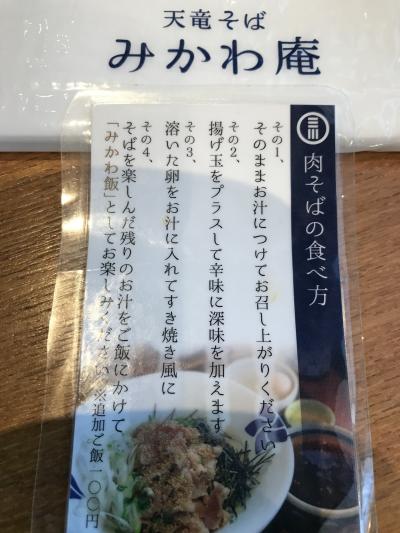 天竜そば
みかわ庵
肉そばの食べ方
その1、
そのままお汁につけてお召し上がりください
その2、
揚げ玉をプラスして辛味に深味を加えます
その3、
溶いた卵をお汁に入れてすき焼き風に
その4、
そばを楽しんだ残りのお汁をご飯にかけて
「みかわ飯」としてお楽しみください ※追加ご飯一〇〇円